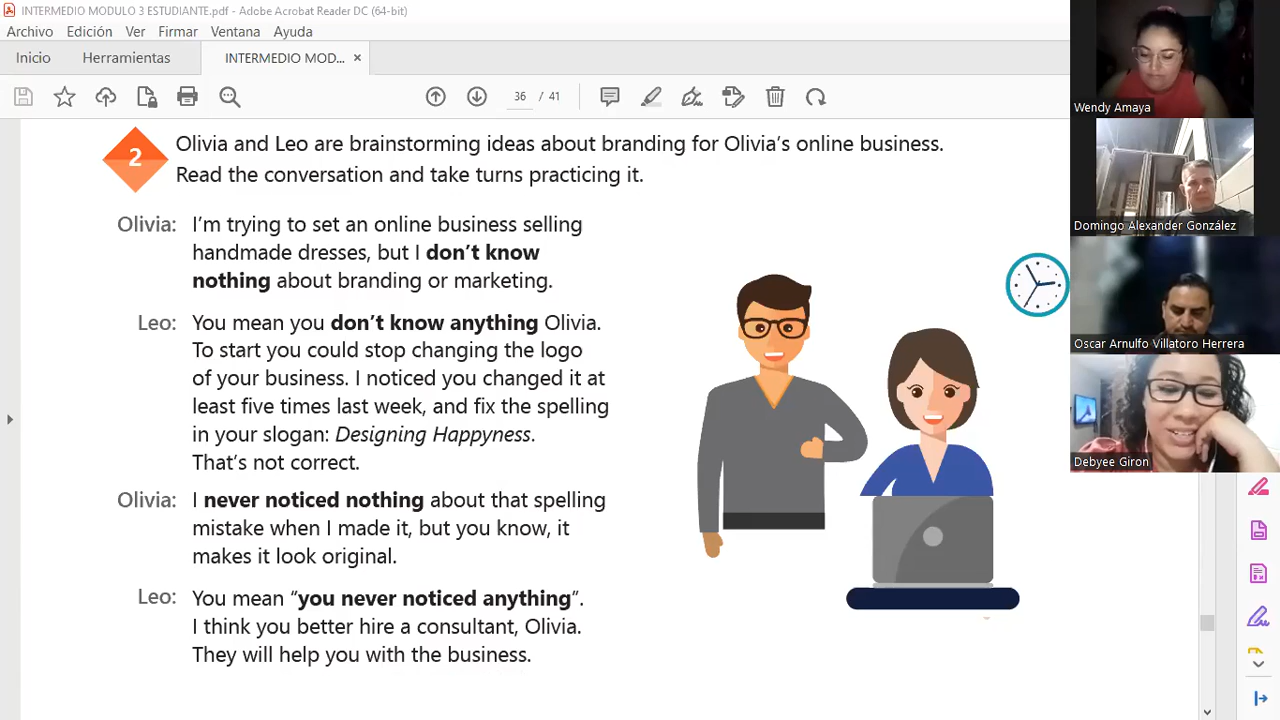 INTERMEDIO MODULO 3 ESTUDIANTE.pdf - Adobe Acrobat Reader DC (64-bit)
Archivo Edición Ver Firmar Ventana Ayuda
Inicio Herramientas INTERMEDIO MOD... ×
36 / 41
2
Olivia and Leo are brainstorming ideas about branding for Olivia's online business.
Read the conversation and take turns practicing it.
Olivia: I'm trying to set an online business selling
handmade dresses, but I don't know
nothing about branding or marketing.
Leo: You mean you don't know anything Olivia.
To start you could stop changing the logo
of your business. I noticed you changed it at
least five times last week, and fix the spelling
in your slogan: Designing Happyness.
That's not correct.
Olivia: I never noticed nothing about that spelling
mistake when I made it, but you know, it
makes it look original.
Leo: You mean “you never noticed anything”.
I think you better hire a consultant, Olivia.
They will help you with the business.
Wendy Amaya
Domingo Alexander González
Oscar Arnulfo Villatoro Herrera
Debyee Giron